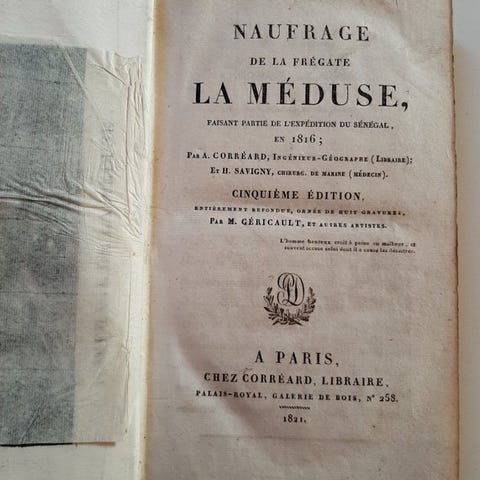 NAUFRAGE
DE LA FRÉGATE
LA MÉDUSE,
FAISANT PARTIE DE L'EXPÉDITION DU SÉNÉGAL,
EN 1816;
PAR A. CORRÉARD, INGÉNIEUR-GÉOGRAPHE (LIBRAIRE);
ET H. SAVIGNY, CHIRURG. DE MARINE (MÉDECIN).
CINQUIÈME ÉDITION,
ENTIÈREMENT REFONDUE, ORNÉE DE HUIT GRAVURES,
PAR M. GÉRICAULT, ET AUTRES ARTISTES.
L'homme heureux croit à peine au malheur, et
souvent accuse celui dont il a causé les désastres.
A PARIS,
CHEZ CORRÉARD, LIBRAIRE,
PALAIS-ROYAL, GALERIE DE BOIS, N° 258.
1821.